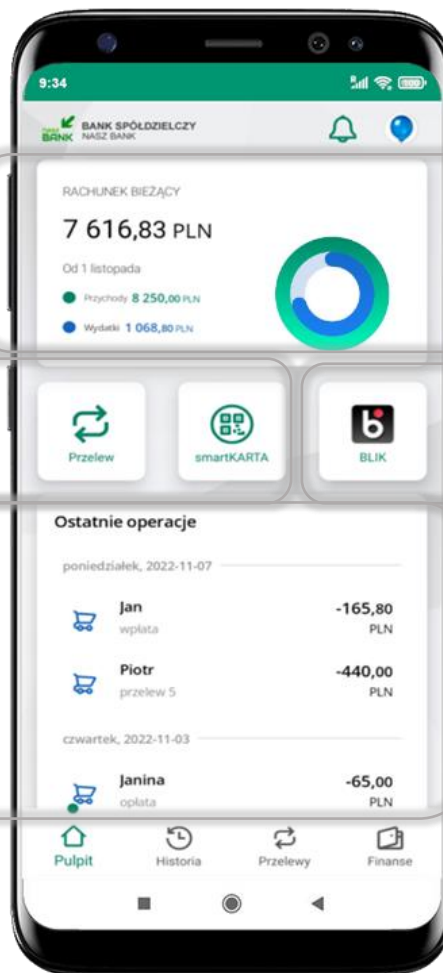 9:34
R
100
nasz BANK
BANK SPÓŁDZIELCZY
NASZ BANK
RACHUNEK BIEŻĄCY
7 616,83 PLN
Od 1 listopada
Przychody 8 250,00 PLN
Wydatki 1 068,80 PLN
Przelew
smartKARTA
BLIK
Ostatnie operacje
poniedziałek, 2022-11-07
Jan -165,80
wpłata PLN
Piotr -440,00
przelew 5 PLN
czwartek, 2022-11-03
Janina -65,00
opłata PLN
Pulpit Historia Przelewy Finanse